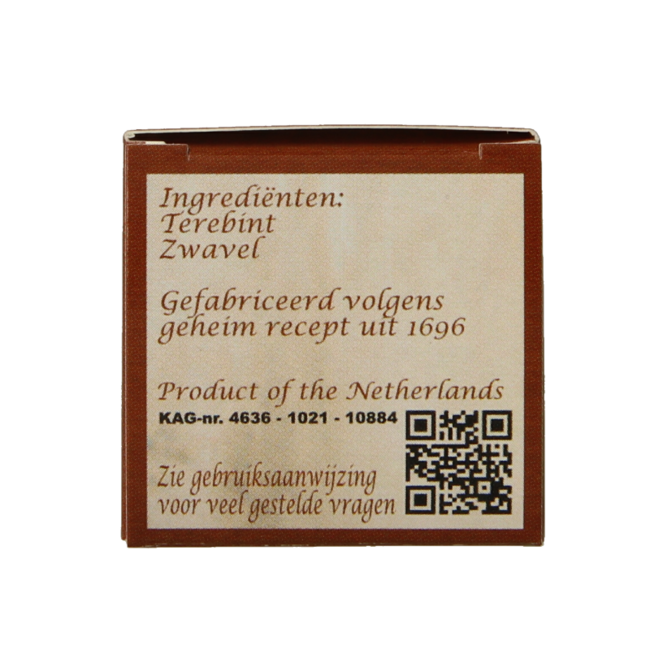 Ingrediënten:
Terebint
Zwavel
Gefabriceerd volgens
geheim recept uit 1696
Product of the Netherlands
KAG-nr. 4636 - 1021 - 10884
Zie gebruiksaanwijzing
voor veel gestelde vragen